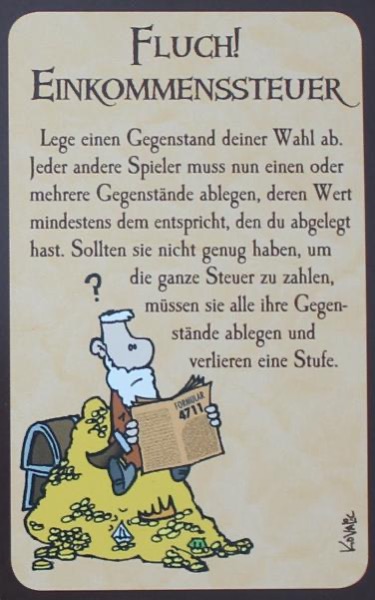 FLUCH!
EINKOMMENSSTEUER
Lege einen Gegenstand deiner Wahl ab.
Jeder andere Spieler muss nun einen oder
mehrere Gegenstände ablegen, deren Wert
mindestens dem entspricht, den du abgelegt
hast. Sollten sie nicht genug haben, um
die ganze Steuer zu zahlen,
müssen sie alle ihre Gegen-
stände ablegen und
verlieren eine Stufe.
?
FORMULAR
4711
KOVALIC